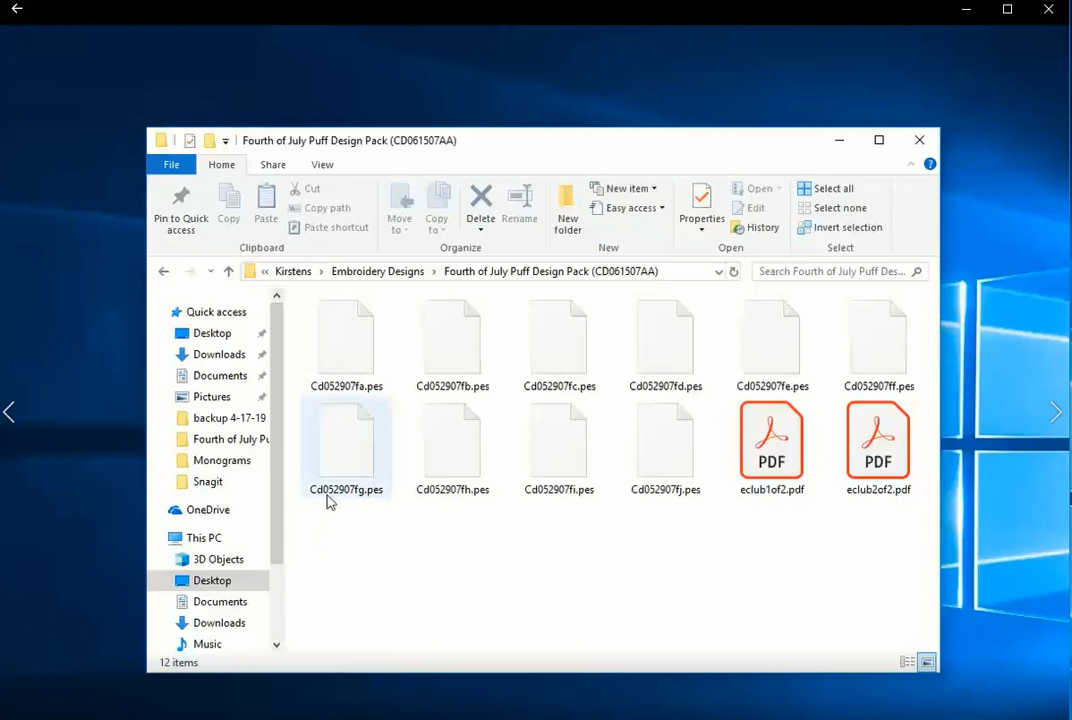 Fourth of July Puff Design Pack (CD061507AA)
File Home Share View
Pin to Quick access
Copy
Paste
Cut
Copy path
Paste shortcut
Move to
Copy to
Delete
Rename
New folder
New item
Easy access
Properties
Open
Edit
History
Select all
Select none
Invert selection
Clipboard Organize New Open Select
« Kirstens › Embroidery Designs › Fourth of July Puff Design Pack (CD061507AA)
Search Fourth of July Puff Des...
Quick access
Desktop
Downloads
Documents
Pictures
backup 4-17-19
Fourth of July Pu
Monograms
Snagit
OneDrive
This PC
3D Objects
Desktop
Documents
Downloads
Music
Cd052907fa.pes Cd052907fb.pes Cd052907fc.pes Cd052907fd.pes Cd052907fe.pes Cd052907ff.pes
PDF PDF
Cd052907fg.pes Cd052907fh.pes Cd052907fi.pes Cd052907fj.pes eclub1of2.pdf eclub2of2.pdf
12 items